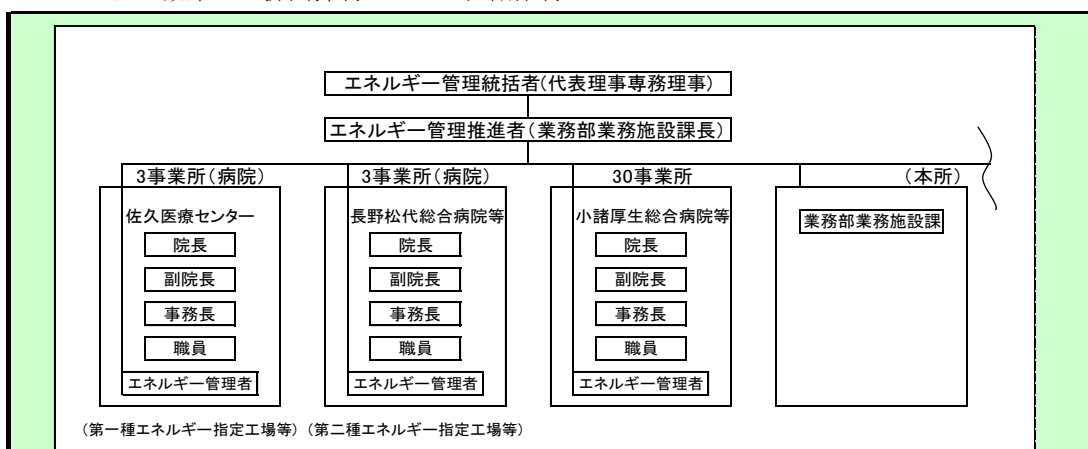 エネルギー管理統括者(代表理事専務理事)
エネルギー管理推進者(業務部業務施設課長)
3事業所(病院)
佐久医療センター
院長
副院長
事務長
職員
エネルギー管理者
(第一種エネルギー指定工場等)
3事業所(病院)
長野松代総合病院等
院長
副院長
事務長
職員
エネルギー管理者
(第二種エネルギー指定工場等)
30事業所
小諸厚生総合病院等
院長
副院長
事務長
職員
エネルギー管理者
(本所)
業務部業務施設課